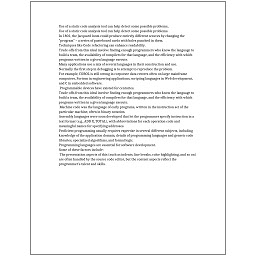 Use of a static code analysis tool can help detect some possible problems.
Use of a static code analysis tool can help detect some possible problems.
In 1801, the Jacquard loom could produce entirely different weaves by changing the
"program" – a series of pasteboard cards with holes punched in them.
Techniques like Code refactoring can enhance readability.
Trade-offs from this ideal involve finding enough programmers who know the language to
build a team, the availability of compilers for that language, and the efficiency with which
programs written in a given language execute.
Many applications use a mix of several languages in their construction and use.
Normally the first step in debugging is to attempt to reproduce the problem.
For example, COBOL is still strong in corporate data centers often on large mainframe
computers, Fortran in engineering applications, scripting languages in Web development,
and C in embedded software.
Programmable devices have existed for centuries.
Trade-offs from this ideal involve finding enough programmers who know the language to
build a team, the availability of compilers for that language, and the efficiency with which
programs written in a given language execute.
Machine code was the language of early programs, written in the instruction set of the
particular machine, often in binary notation.
Assembly languages were soon developed that let the programmer specify instruction in a
text format (e.g., ADD X, TOTAL), with abbreviations for each operation code and
meaningful names for specifying addresses.
Proficient programming usually requires expertise in several different subjects, including
knowledge of the application domain, details of programming languages and generic code
libraries, specialized algorithms, and formal logic.
Programming languages are essential for software development.
Some of these factors include:
The presentation aspects of this (such as indents, line breaks, color highlighting, and so on)
are often handled by the source code editor, but the content aspects reflect the
programmer's talent and skills.